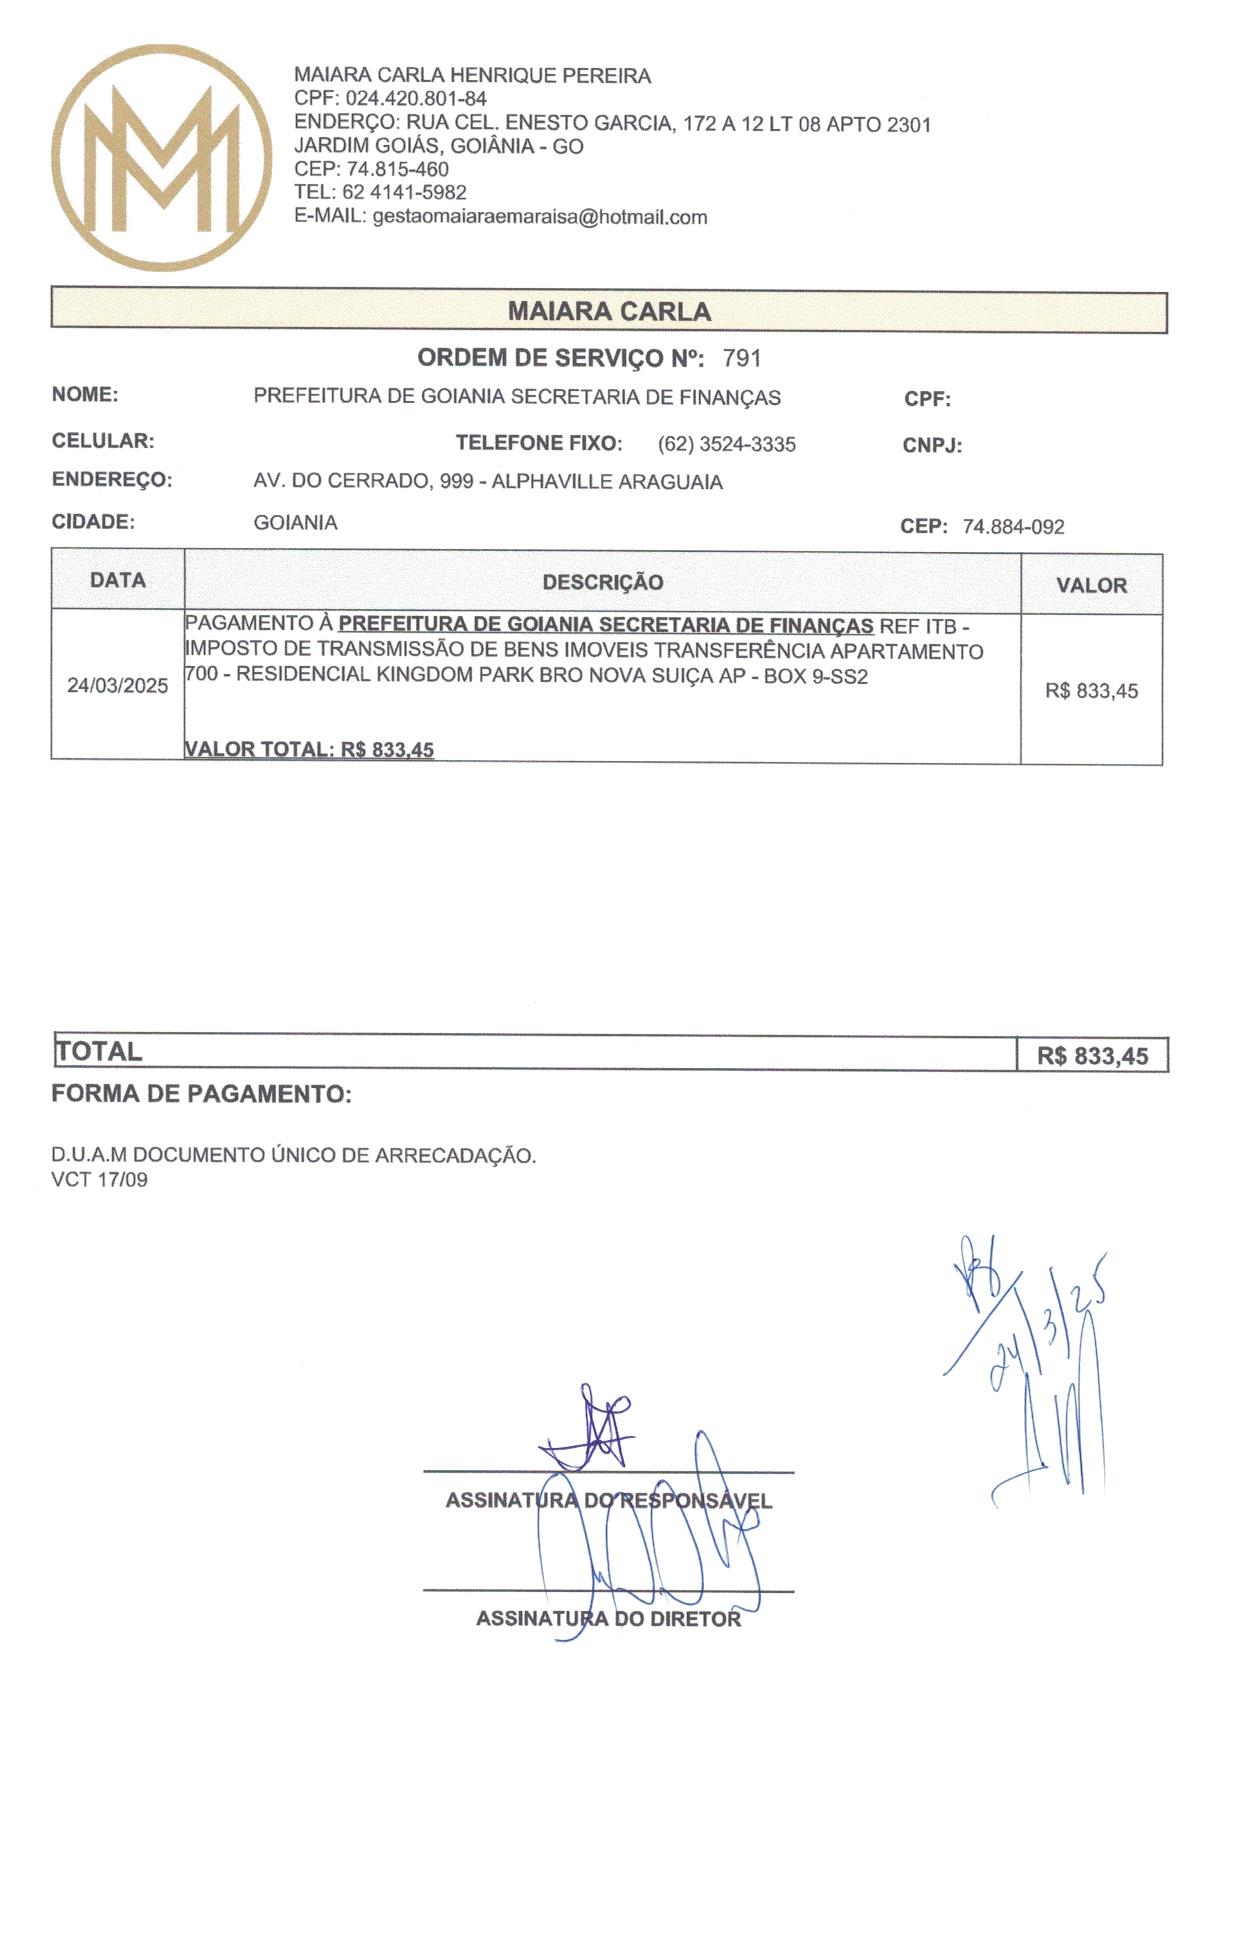 MAIARA CARLA HENRIQUE PEREIRA
CPF: 024.420.801-84
ENDERÇO: RUA CEL. ENESTO GARCIA, 172 A 12 LT 08 APTO 2301
JARDIM GOIÁS, GOIÂNIA - GO
CEP: 74.815-460
TEL: 62 4141-5982
E-MAIL: gestaomaiaraemaraisa@hotmail.com
MAIARA CARLA
ORDEM DE SERVIÇO Nº: 791
NOME: PREFEITURA DE GOIANIA SECRETARIA DE FINANÇAS CPF:
CELULAR: TELEFONE FIXO: (62) 3524-3335 CNPJ:
ENDEREÇO: AV. DO CERRADO, 999 - ALPHAVILLE ARAGUAIA
CIDADE: GOIANIA CEP: 74.884-092
DATA DESCRIÇÃO VALOR
PAGAMENTO À PREFEITURA DE GOIANIA SECRETARIA DE FINANÇAS REF ITB -
IMPOSTO DE TRANSMISSÃO DE BENS IMOVEIS TRANSFERÊNCIA APARTAMENTO
700 - RESIDENCIAL KINGDOM PARK BRO NOVA SUIÇA AP - BOX 9-SS2
24/03/2025 R$ 833,45
VALOR TOTAL: R$ 833,45
TOTAL R$ 833,45
FORMA DE PAGAMENTO:
D.U.A.M DOCUMENTO ÚNICO DE ARRECADAÇÃO.
VCT 17/09
24/3/25
ASSINATURA DO RESPONSÁVEL
ASSINATURA DO DIRETOR